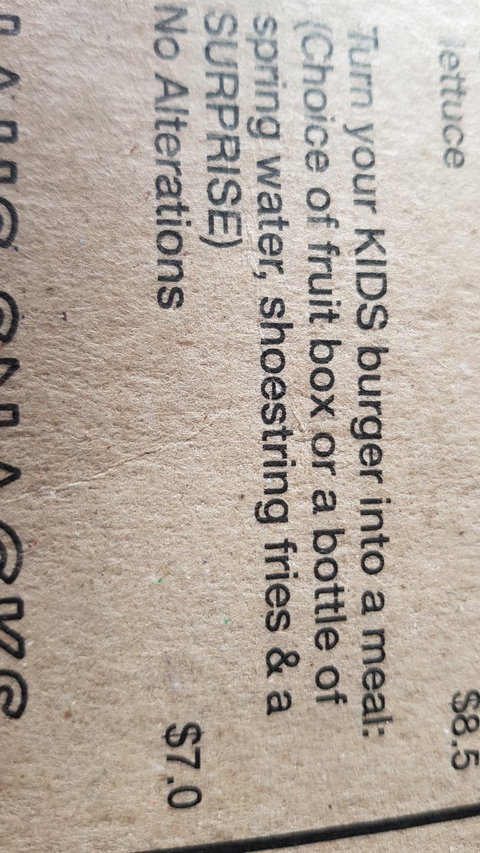 lettuce $8.5
Turn your KIDS burger into a meal:
(Choice of fruit box or a bottle of
spring water, shoestring fries & a
SURPRISE)
No Alterations $7.0
SNACKS